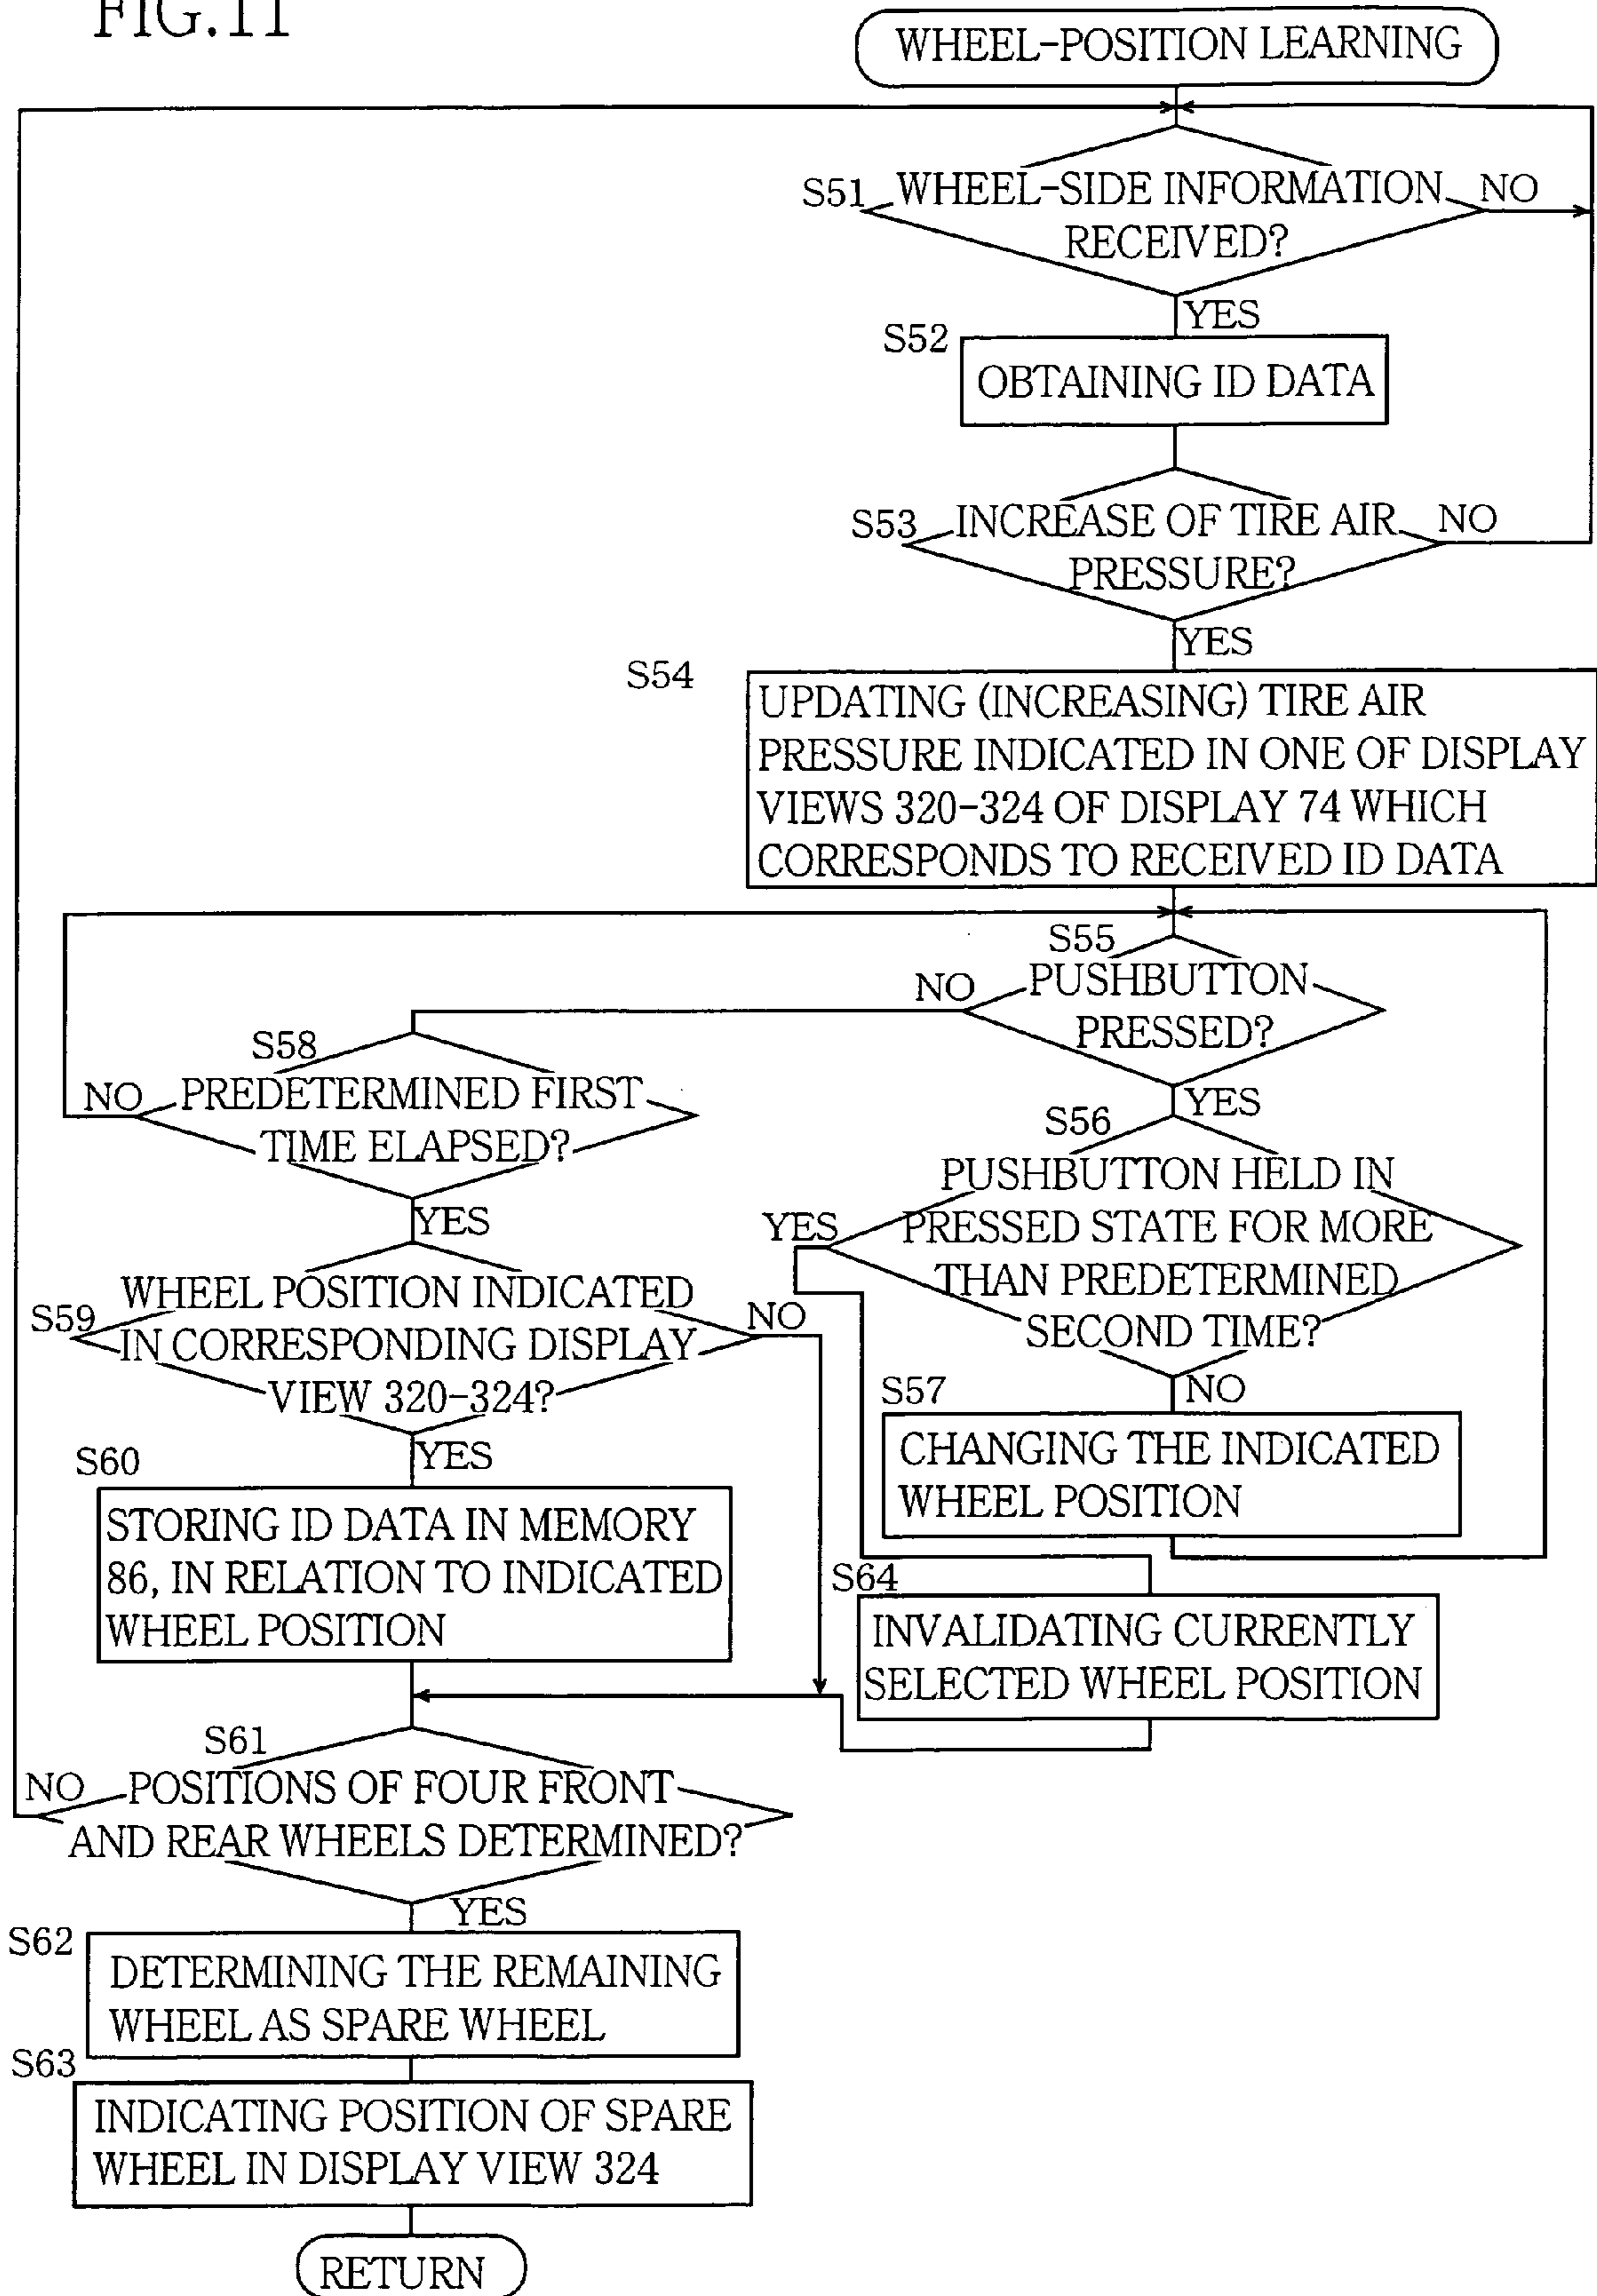 FIG.11
WHEEL-POSITION LEARNING
S51
WHEEL-SIDE INFORMATION
RECEIVED?
NO
YES
S52
OBTAINING ID DATA
S53
INCREASE OF TIRE AIR
PRESSURE?
NO
YES
S54
UPDATING (INCREASING) TIRE AIR
PRESSURE INDICATED IN ONE OF DISPLAY
VIEWS 320-324 OF DISPLAY 74 WHICH
CORRESPONDS TO RECEIVED ID DATA
S55
PUSHBUTTON
PRESSED?
NO
YES
S58
PREDETERMINED FIRST
TIME ELAPSED?
NO
YES
S56
PUSHBUTTON HELD IN
PRESSED STATE FOR MORE
THAN PREDETERMINED
SECOND TIME?
YES
NO
S59
WHEEL POSITION INDICATED
IN CORRESPONDING DISPLAY
VIEW 320-324?
NO
YES
S57
CHANGING THE INDICATED
WHEEL POSITION
S60
STORING ID DATA IN MEMORY
86, IN RELATION TO INDICATED
WHEEL POSITION
S64
INVALIDATING CURRENTLY
SELECTED WHEEL POSITION
S61
POSITIONS OF FOUR FRONT
AND REAR WHEELS DETERMINED?
NO
YES
S62
DETERMINING THE REMAINING
WHEEL AS SPARE WHEEL
S63
INDICATING POSITION OF SPARE
WHEEL IN DISPLAY VIEW 324
RETURN